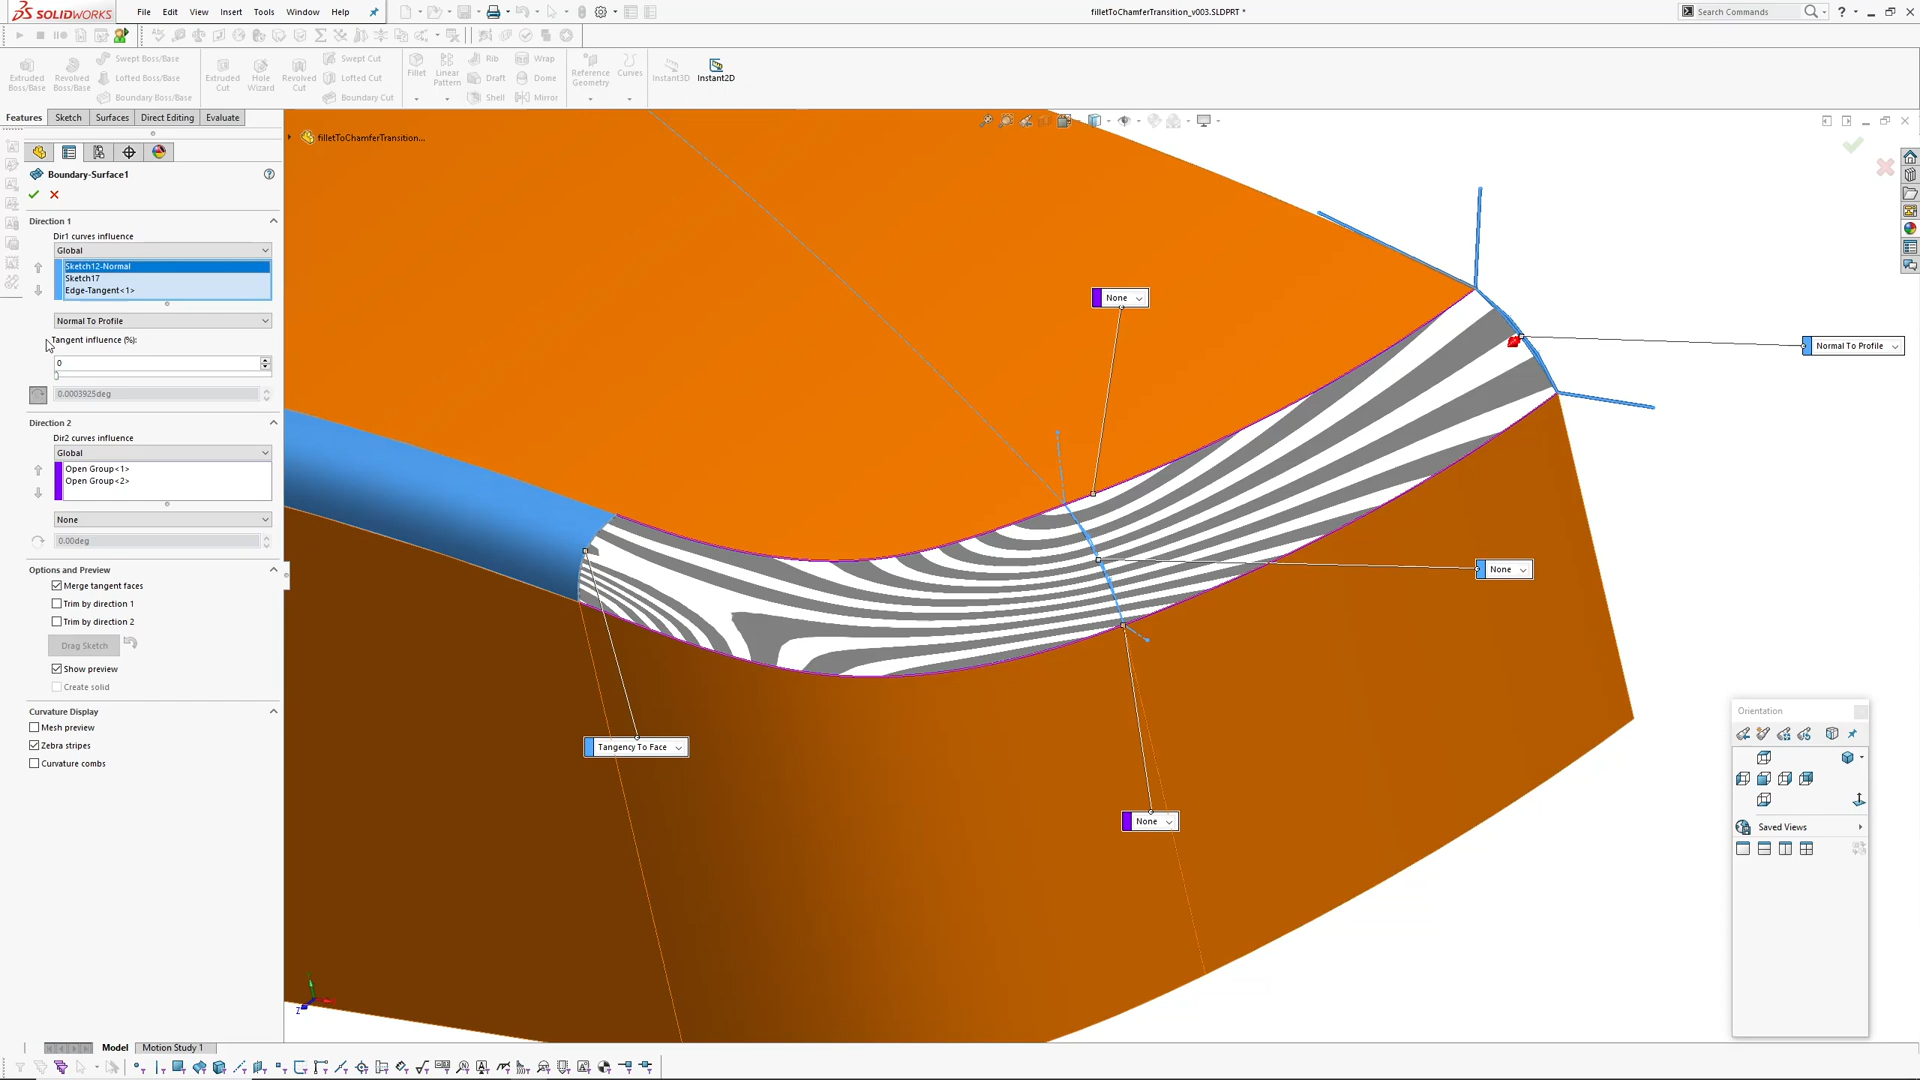 SOLIDWORKS
File Edit View Insert Tools Window Help
filletToChamferTransition_v003.SLDPRT *
Search Commands
Extruded Boss/Base
Revolved Boss/Base
Swept Boss/Base
Lofted Boss/Base
Boundary Boss/Base
Extruded Cut
Hole Wizard
Revolved Cut
Swept Cut
Lofted Cut
Boundary Cut
Fillet
Linear Pattern
Rib
Draft
Shell
Wrap
Dome
Mirror
Reference Geometry
Curves
Instant3D
Instant2D
Features Sketch Surfaces Direct Editing Evaluate
filletToChamferTransition...
Boundary-Surface1
Direction 1
Dir1 curves influence
Global
Sketch12-Normal
Sketch17
Edge-Tangent<1>
Normal To Profile
Tangent influence (%):
0
0.0003925deg
Direction 2
Dir2 curves influence
Global
Open Group<1>
Open Group<2>
None
0.00deg
Options and Preview
Merge tangent faces
Trim by direction 1
Trim by direction 2
Drag Sketch
Show preview
Create solid
Curvature Display
Mesh preview
Zebra stripes
Curvature combs
None
Normal To Profile
None
Tangency To Face
None
Orientation
Saved Views
Z
Model Motion Study 1